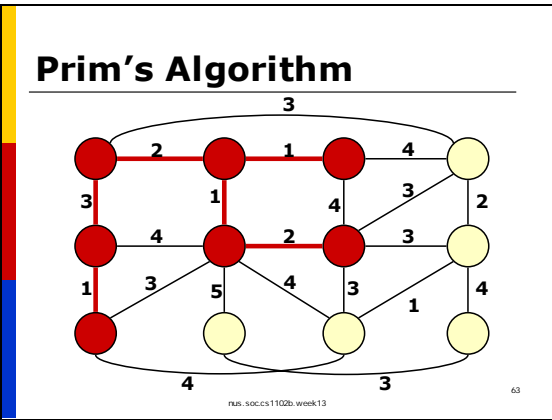 Prim's Algorithm
3
2 1 4
3 1 4 3 2
4 2 3
1 3 5 4 3 1 4
4 3
nus.soc.cs1102b.week13
63